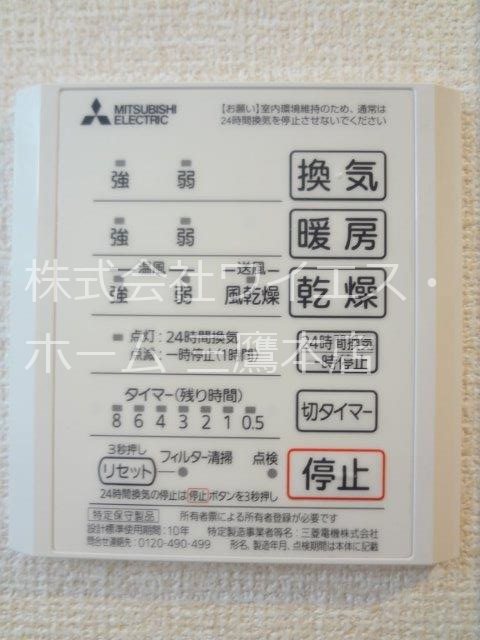 MITSUBISHI
ELECTRIC
【お願い】室内環境維持のため、通常は
24時間換気を停止させないでください
強 弱 換気
強 弱 暖房
温風 送風
強 弱 風乾燥 乾燥
株式会社ワイエス・
ホーム 三鷹本店
点灯:24時間換気
点滅:一時停止(1時間)
24時間換気
一時停止
タイマー(残り時間)
8 6 4 3 2 1 0.5
切タイマー
3秒押し
リセット フィルター清掃 点検
停止
24時間換気の停止は停止ボタンを3秒押し
特定保守製品 所有者票による所有者登録が必要です
設計標準使用期間:10年 特定製造事業者等名:三菱電機株式会社
問合せ連絡先:0120-490-499 形名、製造年月、点検期間は本体に記載